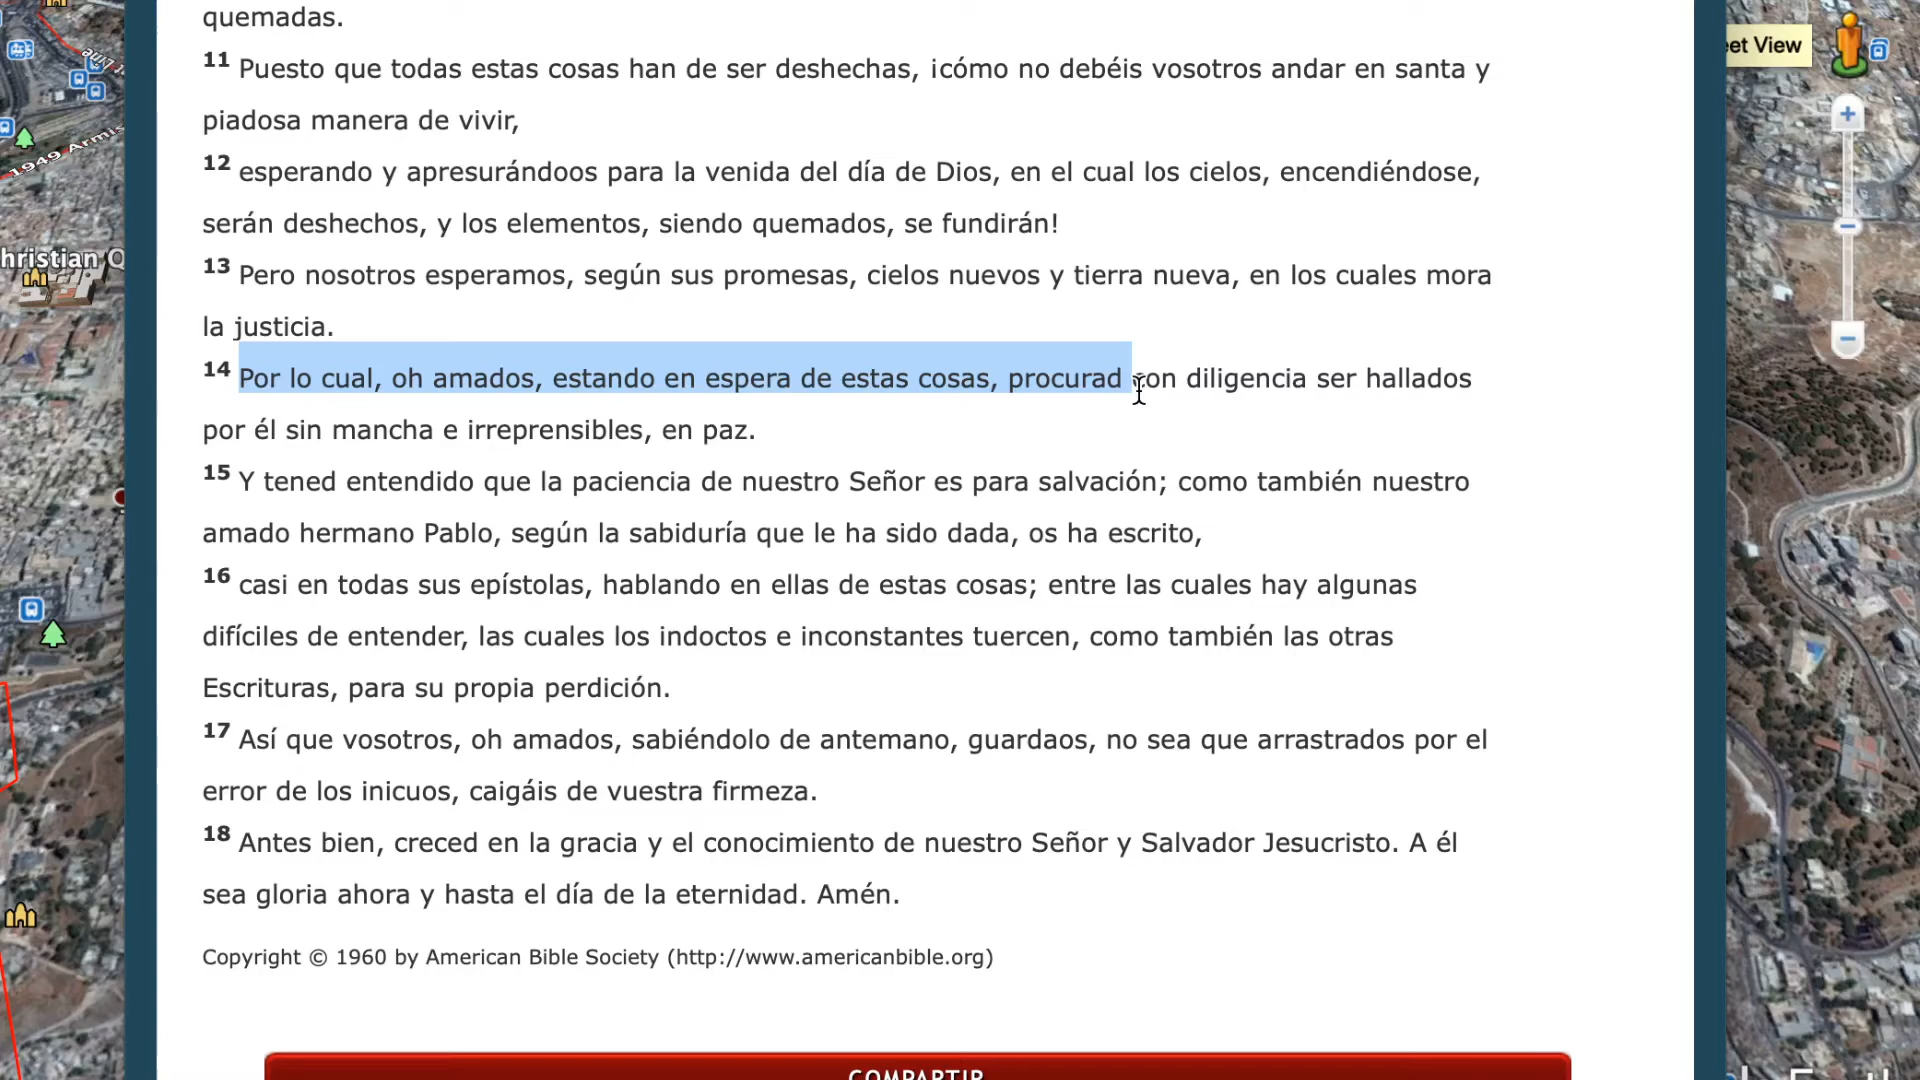 quemadas.
11 Puesto que todas estas cosas han de ser deshechas, ¡cómo no debéis vosotros andar en santa y
piadosa manera de vivir,
12 esperando y apresurándoos para la venida del día de Dios, en el cual los cielos, encendiéndose,
serán deshechos, y los elementos, siendo quemados, se fundirán!
13 Pero nosotros esperamos, según sus promesas, cielos nuevos y tierra nueva, en los cuales mora
la justicia.
14 Por lo cual, oh amados, estando en espera de estas cosas, procurad con diligencia ser hallados
por él sin mancha e irreprensibles, en paz.
15 Y tened entendido que la paciencia de nuestro Señor es para salvación; como también nuestro
amado hermano Pablo, según la sabiduría que le ha sido dada, os ha escrito,
16 casi en todas sus epístolas, hablando en ellas de estas cosas; entre las cuales hay algunas
difíciles de entender, las cuales los indoctos e inconstantes tuercen, como también las otras
Escrituras, para su propia perdición.
17 Así que vosotros, oh amados, sabiéndolo de antemano, guardaos, no sea que arrastrados por el
error de los inicuos, caigáis de vuestra firmeza.
18 Antes bien, creced en la gracia y el conocimiento de nuestro Señor y Salvador Jesucristo. A él
sea gloria ahora y hasta el día de la eternidad. Amén.
Copyright © 1960 by American Bible Society (http://www.americanbible.org)
COMPARTIR
eet View
1949 Armis
hristian Q